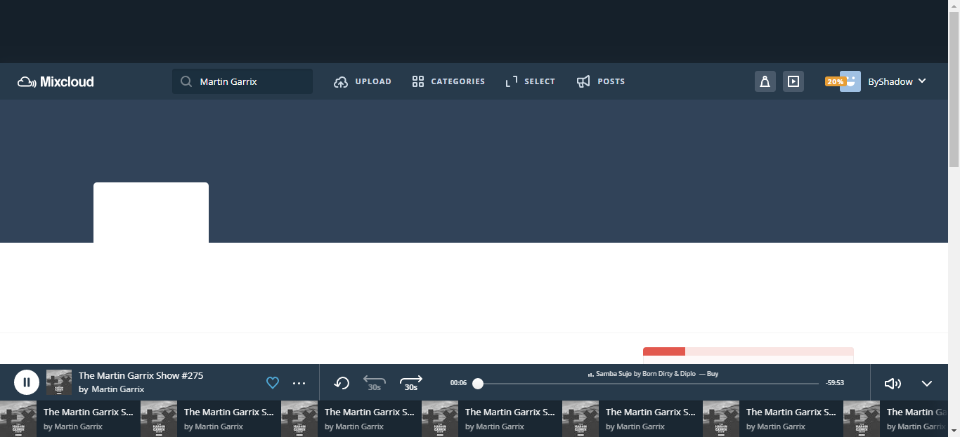 Mixcloud
Martin Garrix
UPLOAD
CATEGORIES
SELECT
POSTS
20%
ByShadow
The Martin Garrix Show #275
by Martin Garrix
30s
30s
00:06
Samba Sujo by Born Dirty & Diplo — Buy
-59:53
The Martin Garrix S...
by Martin Garrix
The Martin Garrix S...
by Martin Garrix
The Martin Garrix S...
by Martin Garrix
The Martin Garrix S...
by Martin Garrix
The Martin Garrix S...
by Martin Garrix
The Martin Garrix S...
by Martin Garrix
The Martin Ga
by Martin Garrix